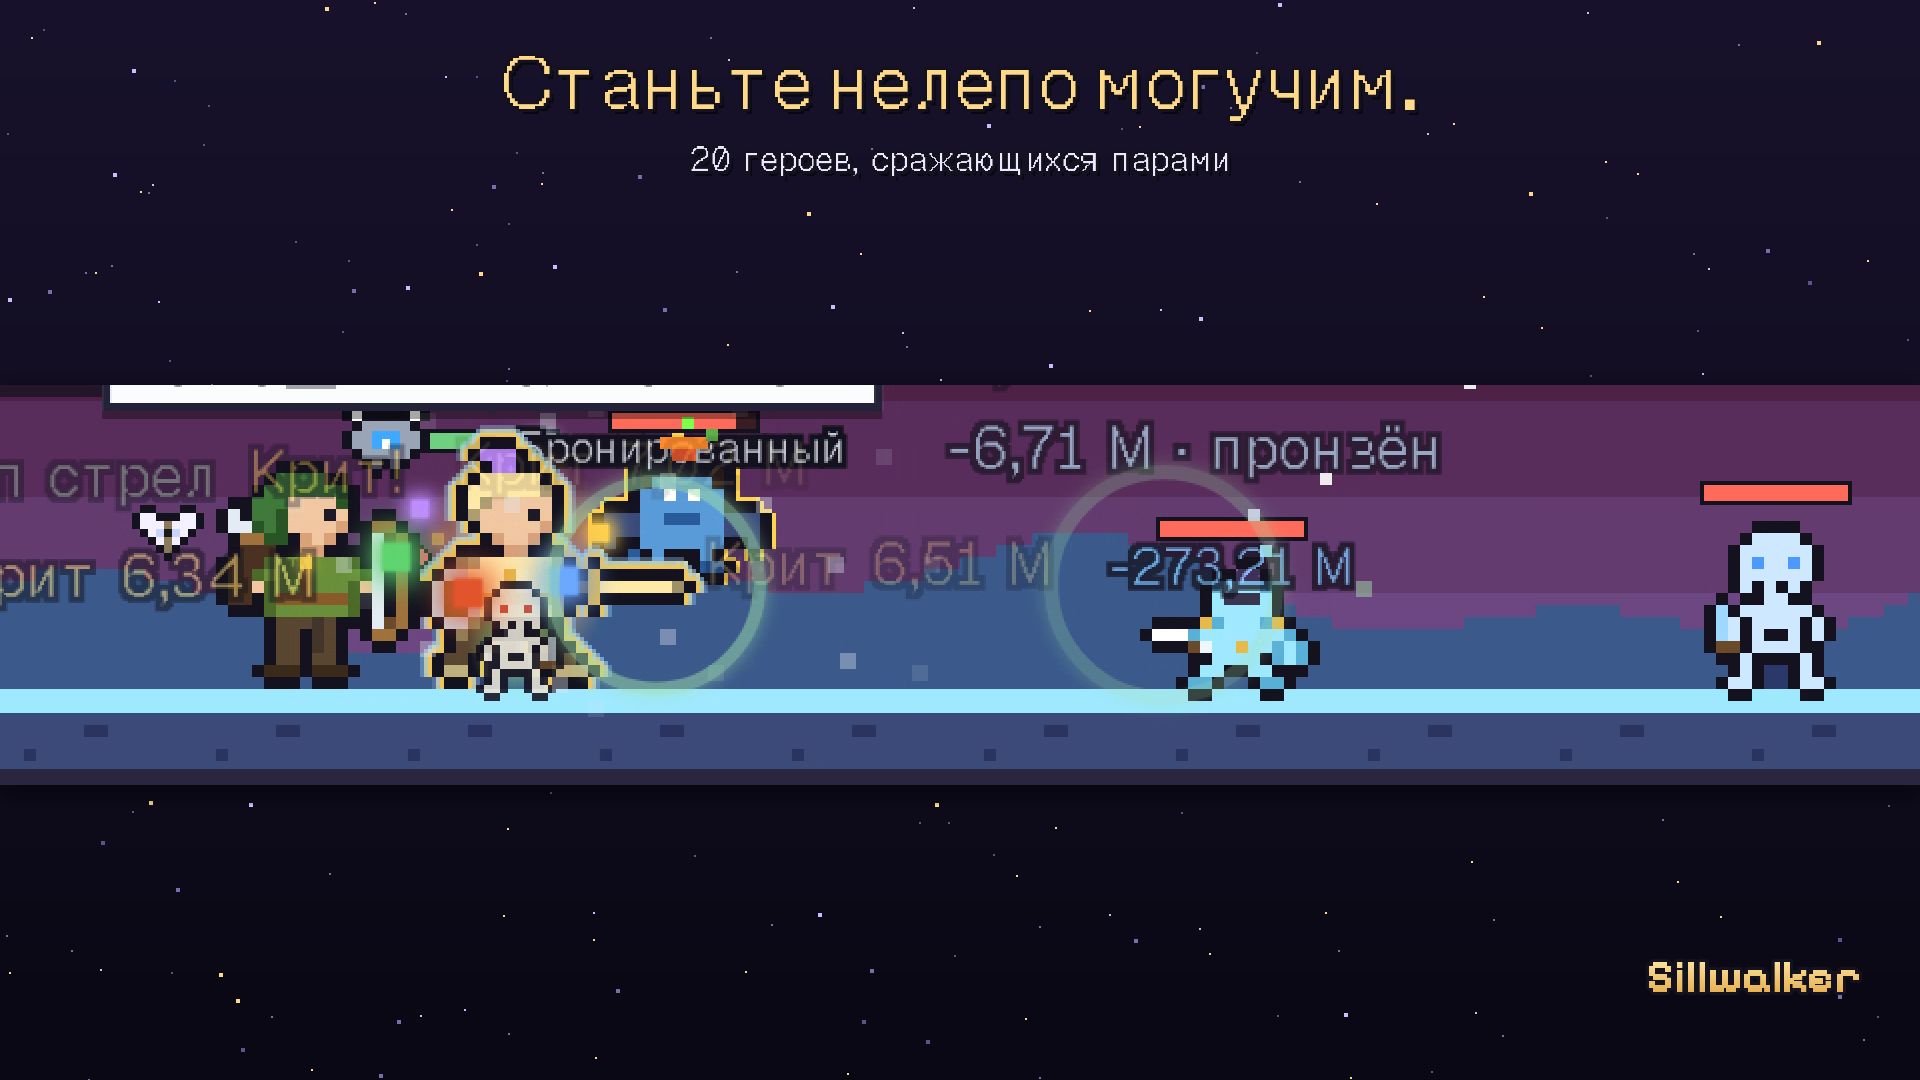 Станьте нелепо могучим.
20 героев, сражающихся парами
Бронированный
-6,71 M · пронзён
п стрел
Крит!
Крит 6,51 M
-273,21 M
рит 6,34 M
Sillwalker